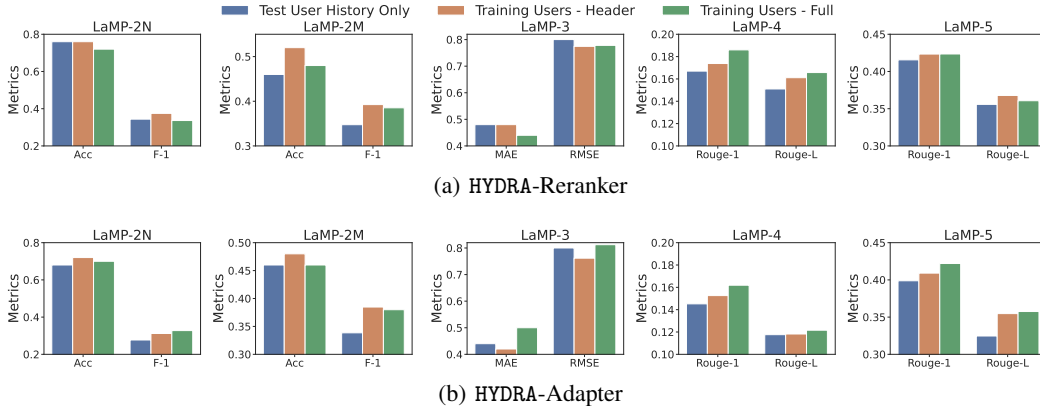 Test User History Only Training Users - Header Training Users - Full
LaMP-2N LaMP-2M LaMP-3 LaMP-4 LaMP-5
Metrics Metrics Metrics Metrics Metrics
0.8 0.5 0.8 0.20 0.45
0.6 0.4 0.7 0.18 0.40
0.4 0.3 0.6 0.16 0.35
0.2 0.5 0.14 0.30
0.4 0.12
0.10
Acc F-1 Acc F-1 MAE RMSE Rouge-1 Rouge-L Rouge-1 Rouge-L
(a) HYDRA-Reranker
LaMP-2N LaMP-2M LaMP-3 LaMP-4 LaMP-5
Metrics Metrics Metrics Metrics Metrics
0.8 0.50 0.8 0.20 0.45
0.6 0.45 0.7 0.18 0.40
0.4 0.40 0.6 0.16 0.35
0.2 0.35 0.5 0.14 0.30
0.30 0.4 0.12
0.10
Acc F-1 Acc F-1 MAE RMSE Rouge-1 Rouge-L Rouge-1 Rouge-L
(b) HYDRA-Adapter